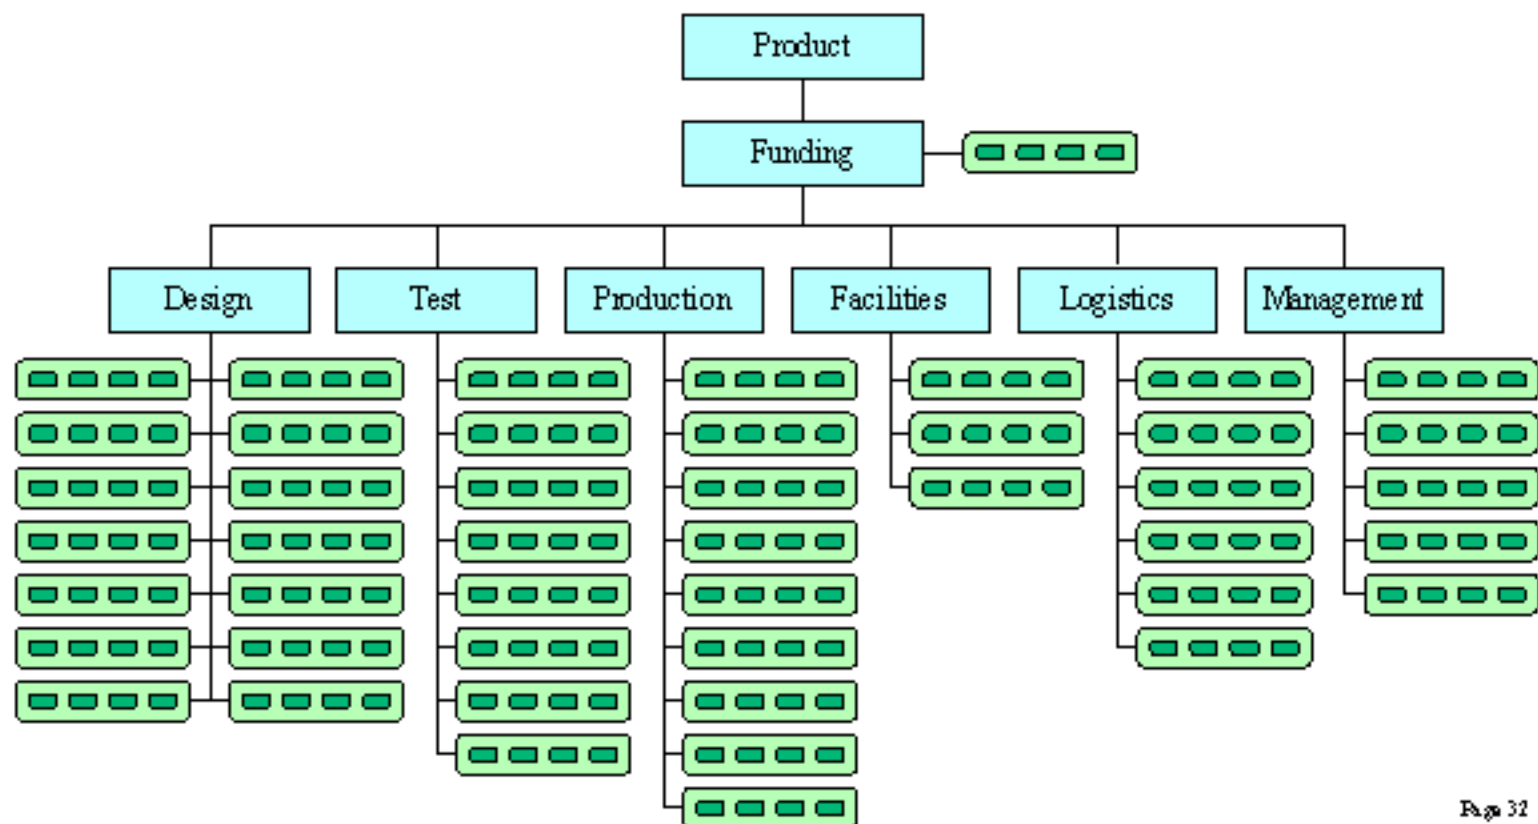 Product
Funding
Design
Test
Production
Facilities
Logistics
Management
Page 32